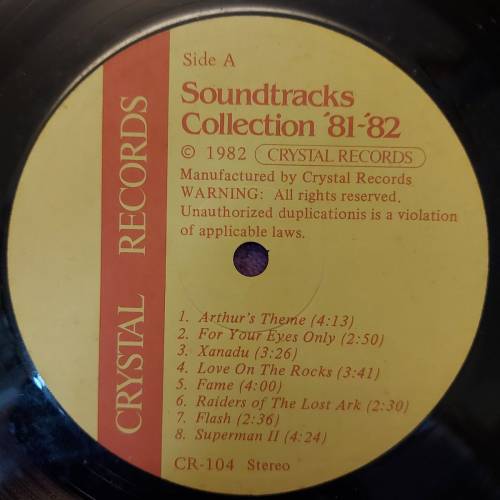 Side A
Soundtracks
Collection '81-'82
© 1982 CRYSTAL RECORDS
Manufactured by Crystal Records
WARNING: All rights reserved.
Unauthorized duplicationis is a violation
of applicable laws.
CRYSTAL RECORDS
1. Arthur's Theme (4:13)
2. For Your Eyes Only (2:50)
3. Xanadu (3:26)
4. Love On The Rocks (3:41)
5. Fame (4:00)
6. Raiders of The Lost Ark (2:30)
7. Flash (2:36)
8. Superman II (4:24)
CR-104 Stereo